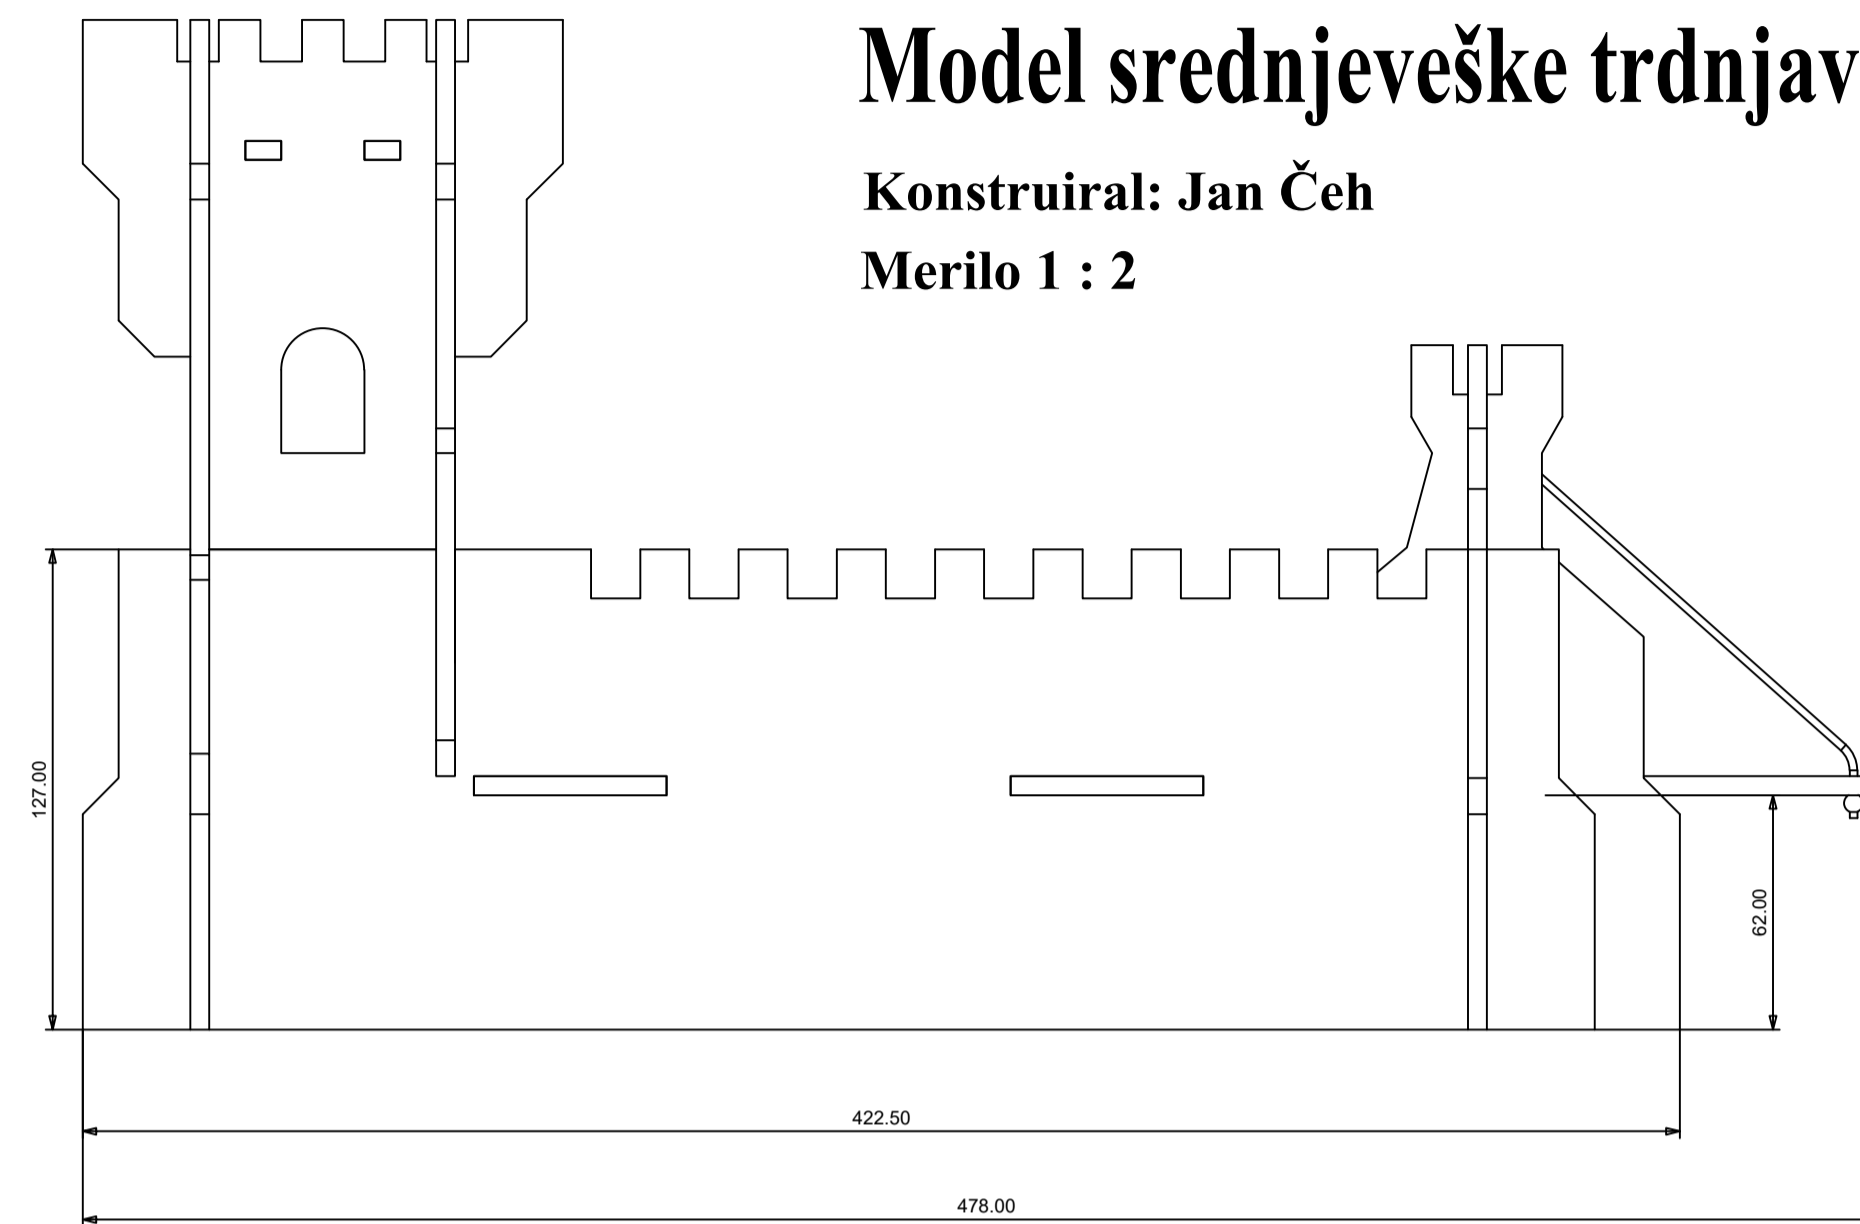 Model srednjeveške trdnjav
Konstruiral: Jan Čeh
Merilo 1 : 2
127.00
62.00
422.50
478.00